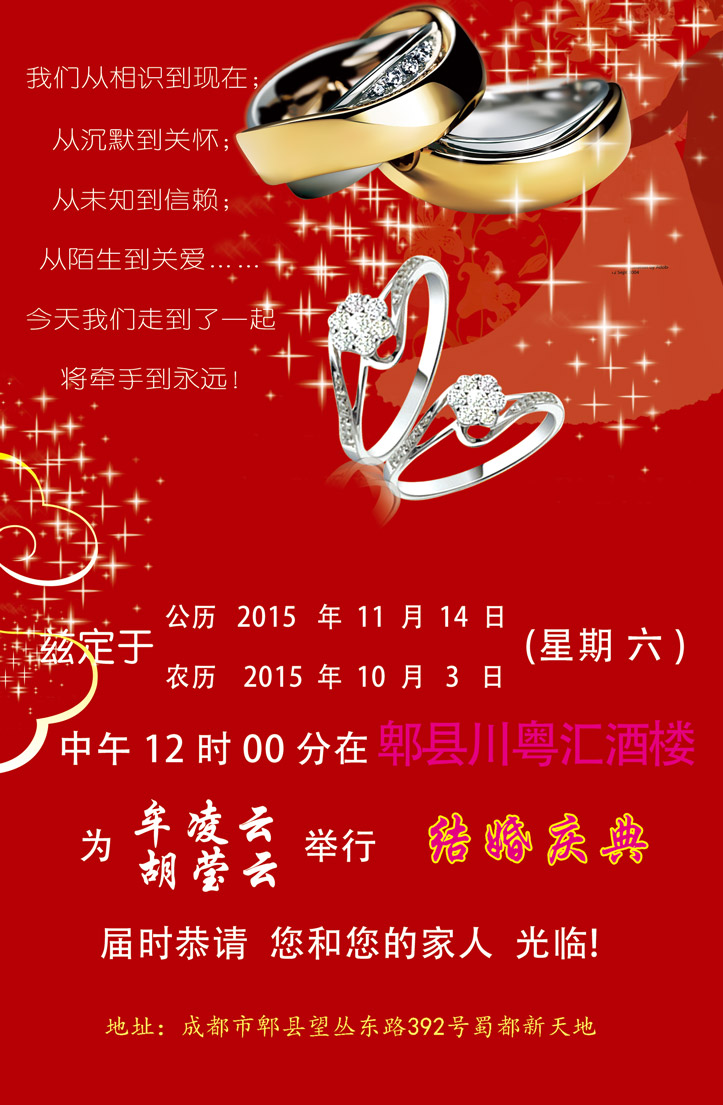 我们从相识到现在；
从沉默到关怀；
从未知到信赖；
从陌生到关爱……
今天我们走到了一起
将牵手到永远！
兹定于 公历 2015 年 11 月 14 日 (星期 六)
农历 2015 年 10 月 3 日
中午 12 时 00 分在 郫县川粤汇酒楼
为 牟凌云 举行 结婚庆典
胡莹云
届时恭请 您和您的家人 光临!
地址：成都市郫县望丛东路392号蜀都新天地